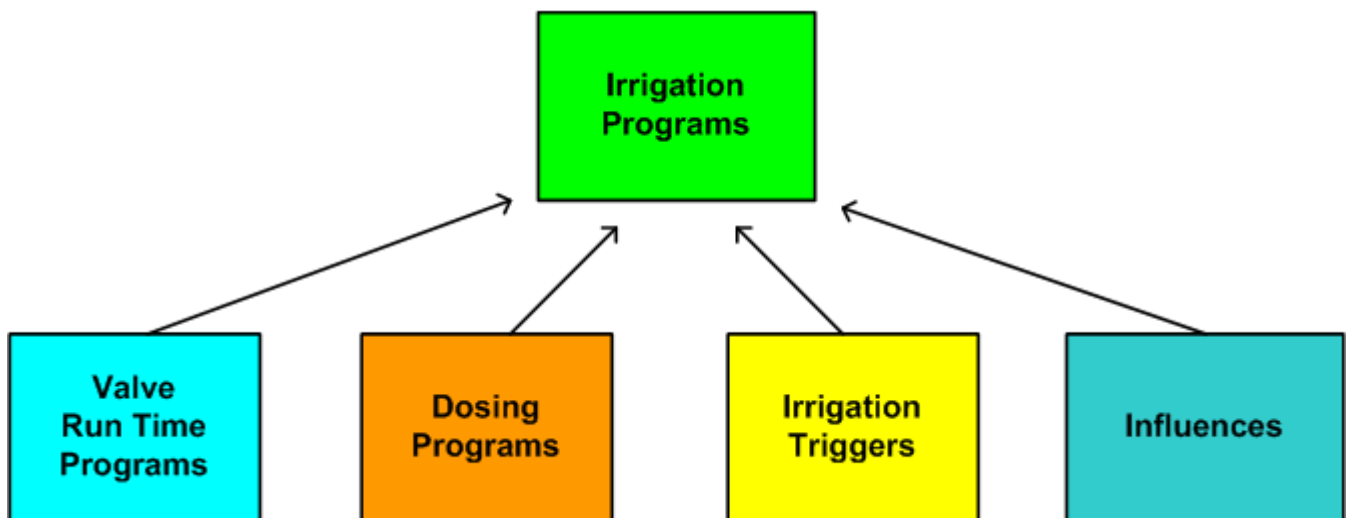 Irrigation
Programs
Valve
Run Time
Programs
Dosing
Programs
Irrigation
Triggers
Influences